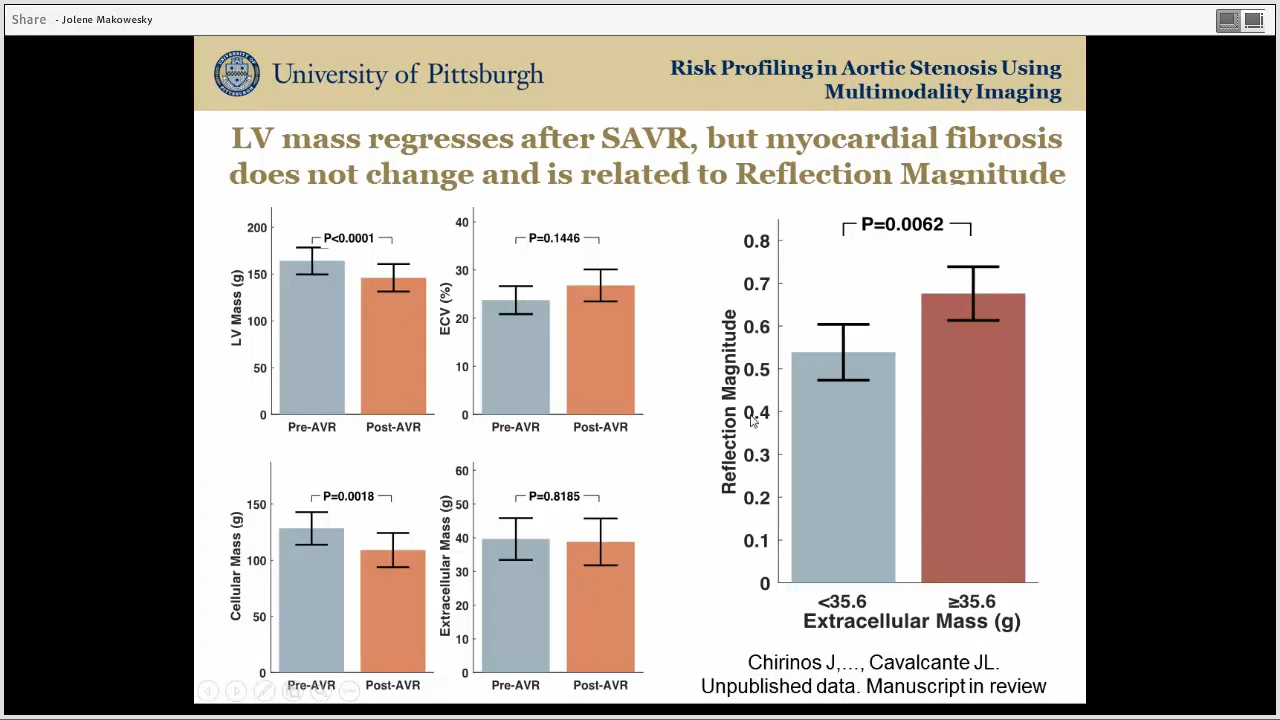 Share - Jolene Makowesky
University of Pittsburgh
Risk Profiling in Aortic Stenosis Using
Multimodality Imaging
LV mass regresses after SAVR, but myocardial fibrosis
does not change and is related to Reflection Magnitude
200
150
100
50
0
LV Mass (g)
P<0.0001
Pre-AVR
Post-AVR
40
30
20
10
0
ECV (%)
P=0.1446
Pre-AVR
Post-AVR
150
100
50
0
Cellular Mass (g)
P=0.0018
Pre-AVR
Post-AVR
60
50
40
30
20
10
0
Extracellular Mass (g)
P=0.8185
Pre-AVR
Post-AVR
0.8
0.7
0.6
0.5
0.4
0.3
0.2
0.1
0
Reflection Magnitude
P=0.0062
<35.6
≥35.6
Extracellular Mass (g)
Chirinos J,..., Cavalcante JL.
Unpublished data. Manuscript in review